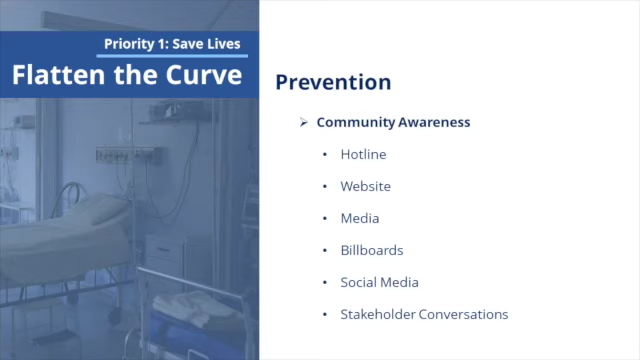 Priority 1: Save Lives
Flatten the Curve
Prevention
➢ Community Awareness
• Hotline
• Website
• Media
• Billboards
• Social Media
• Stakeholder Conversations